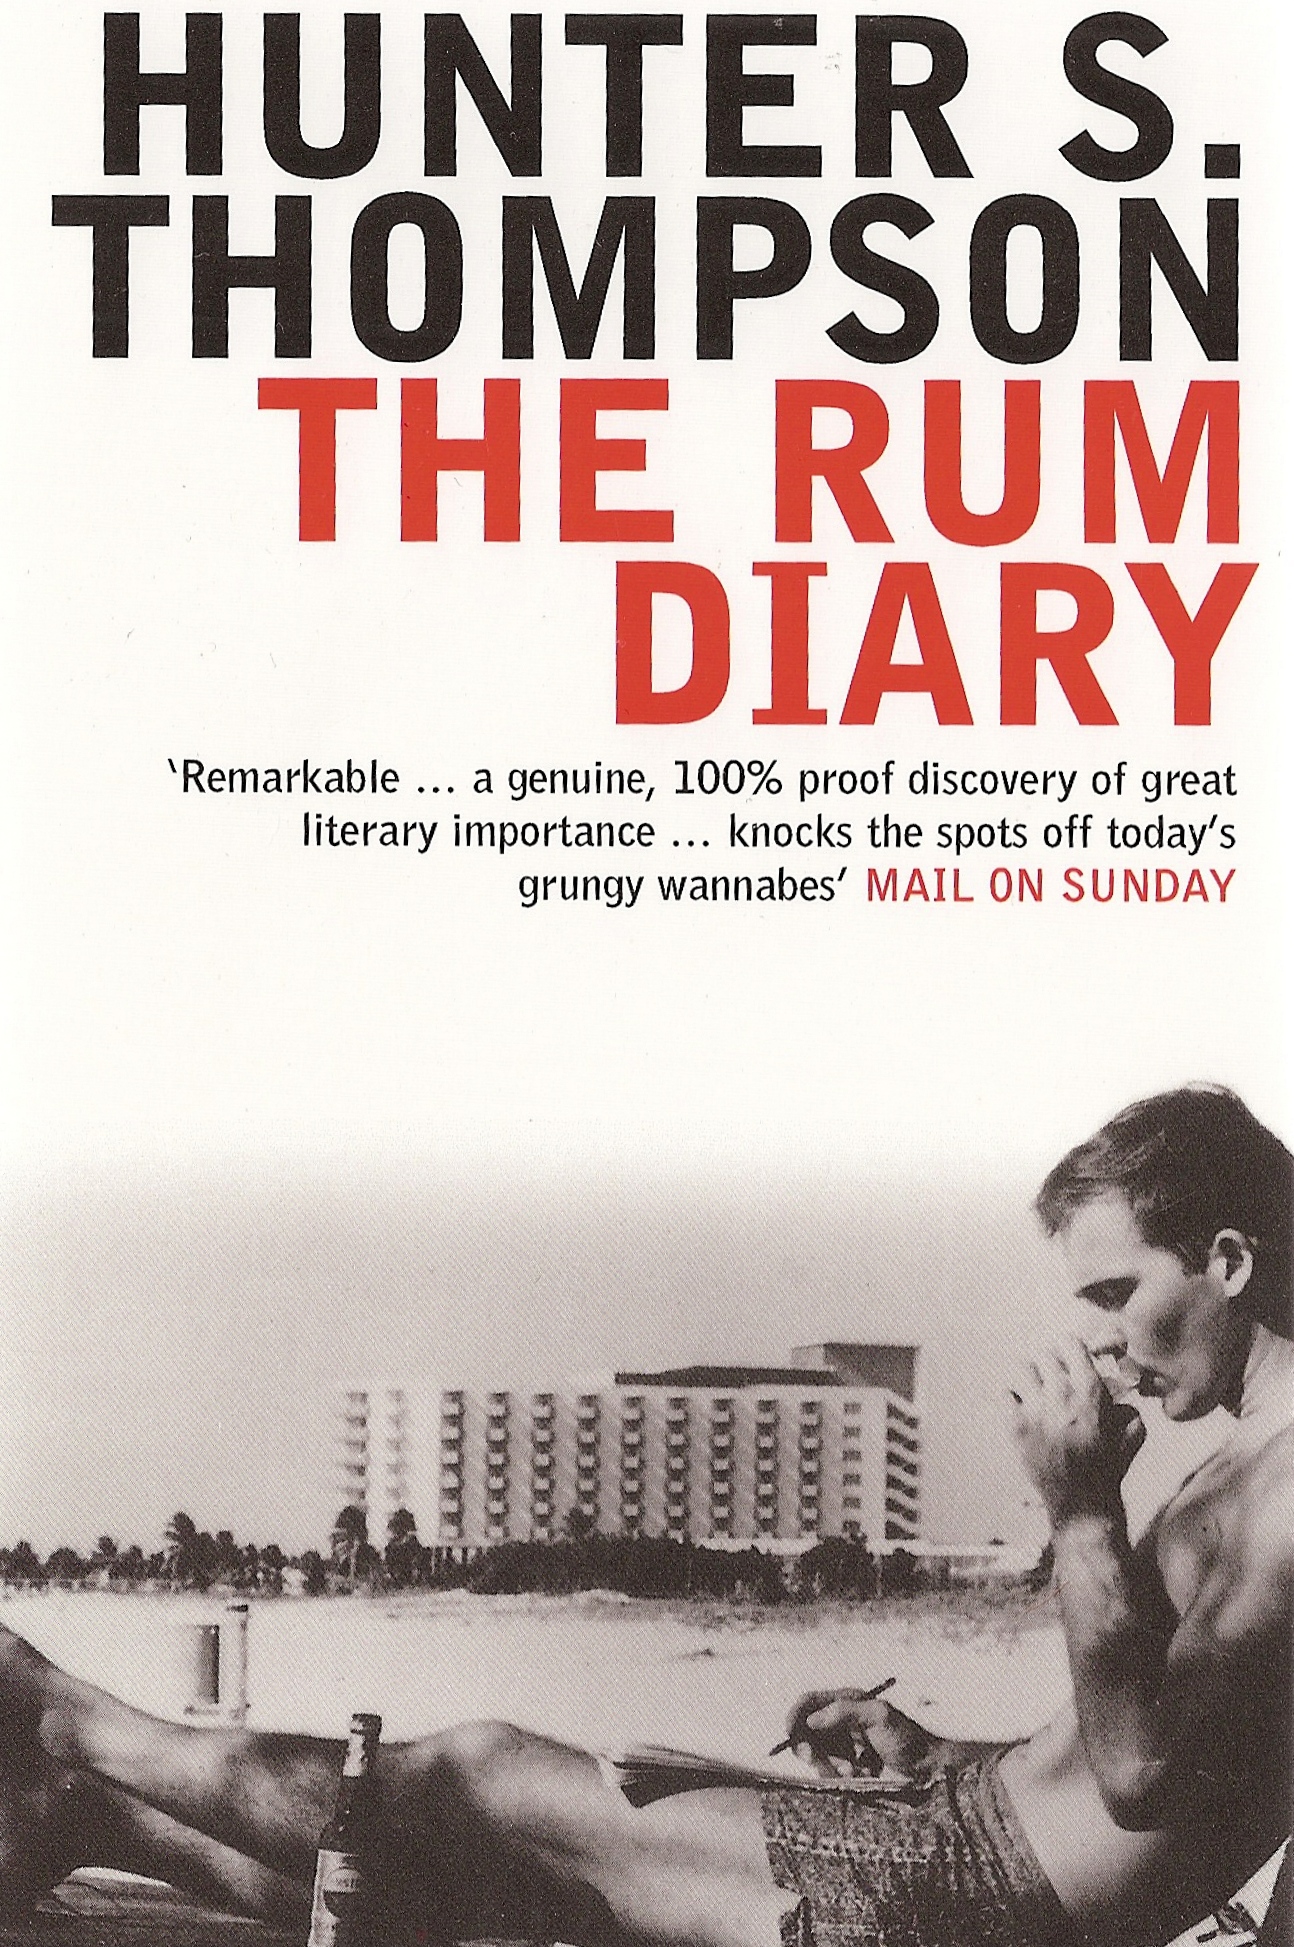 HUNTER S.
THOMPSON
THE RUM
DIARY
‘Remarkable ... a genuine, 100% proof discovery of great
literary importance ... knocks the spots off today’s
grungy wannabes’ MAIL ON SUNDAY